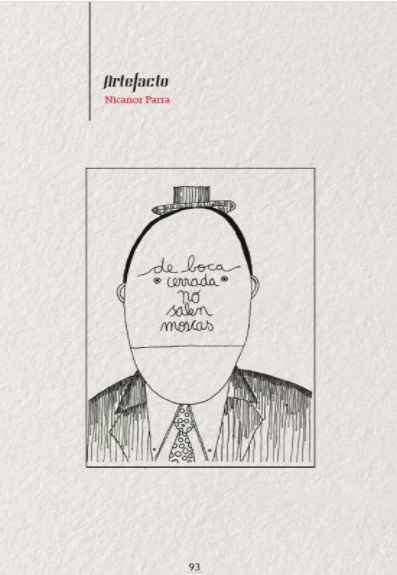 Artefacto
Nicanor Parra
de boca
cerrada
no
salen
moscas
93